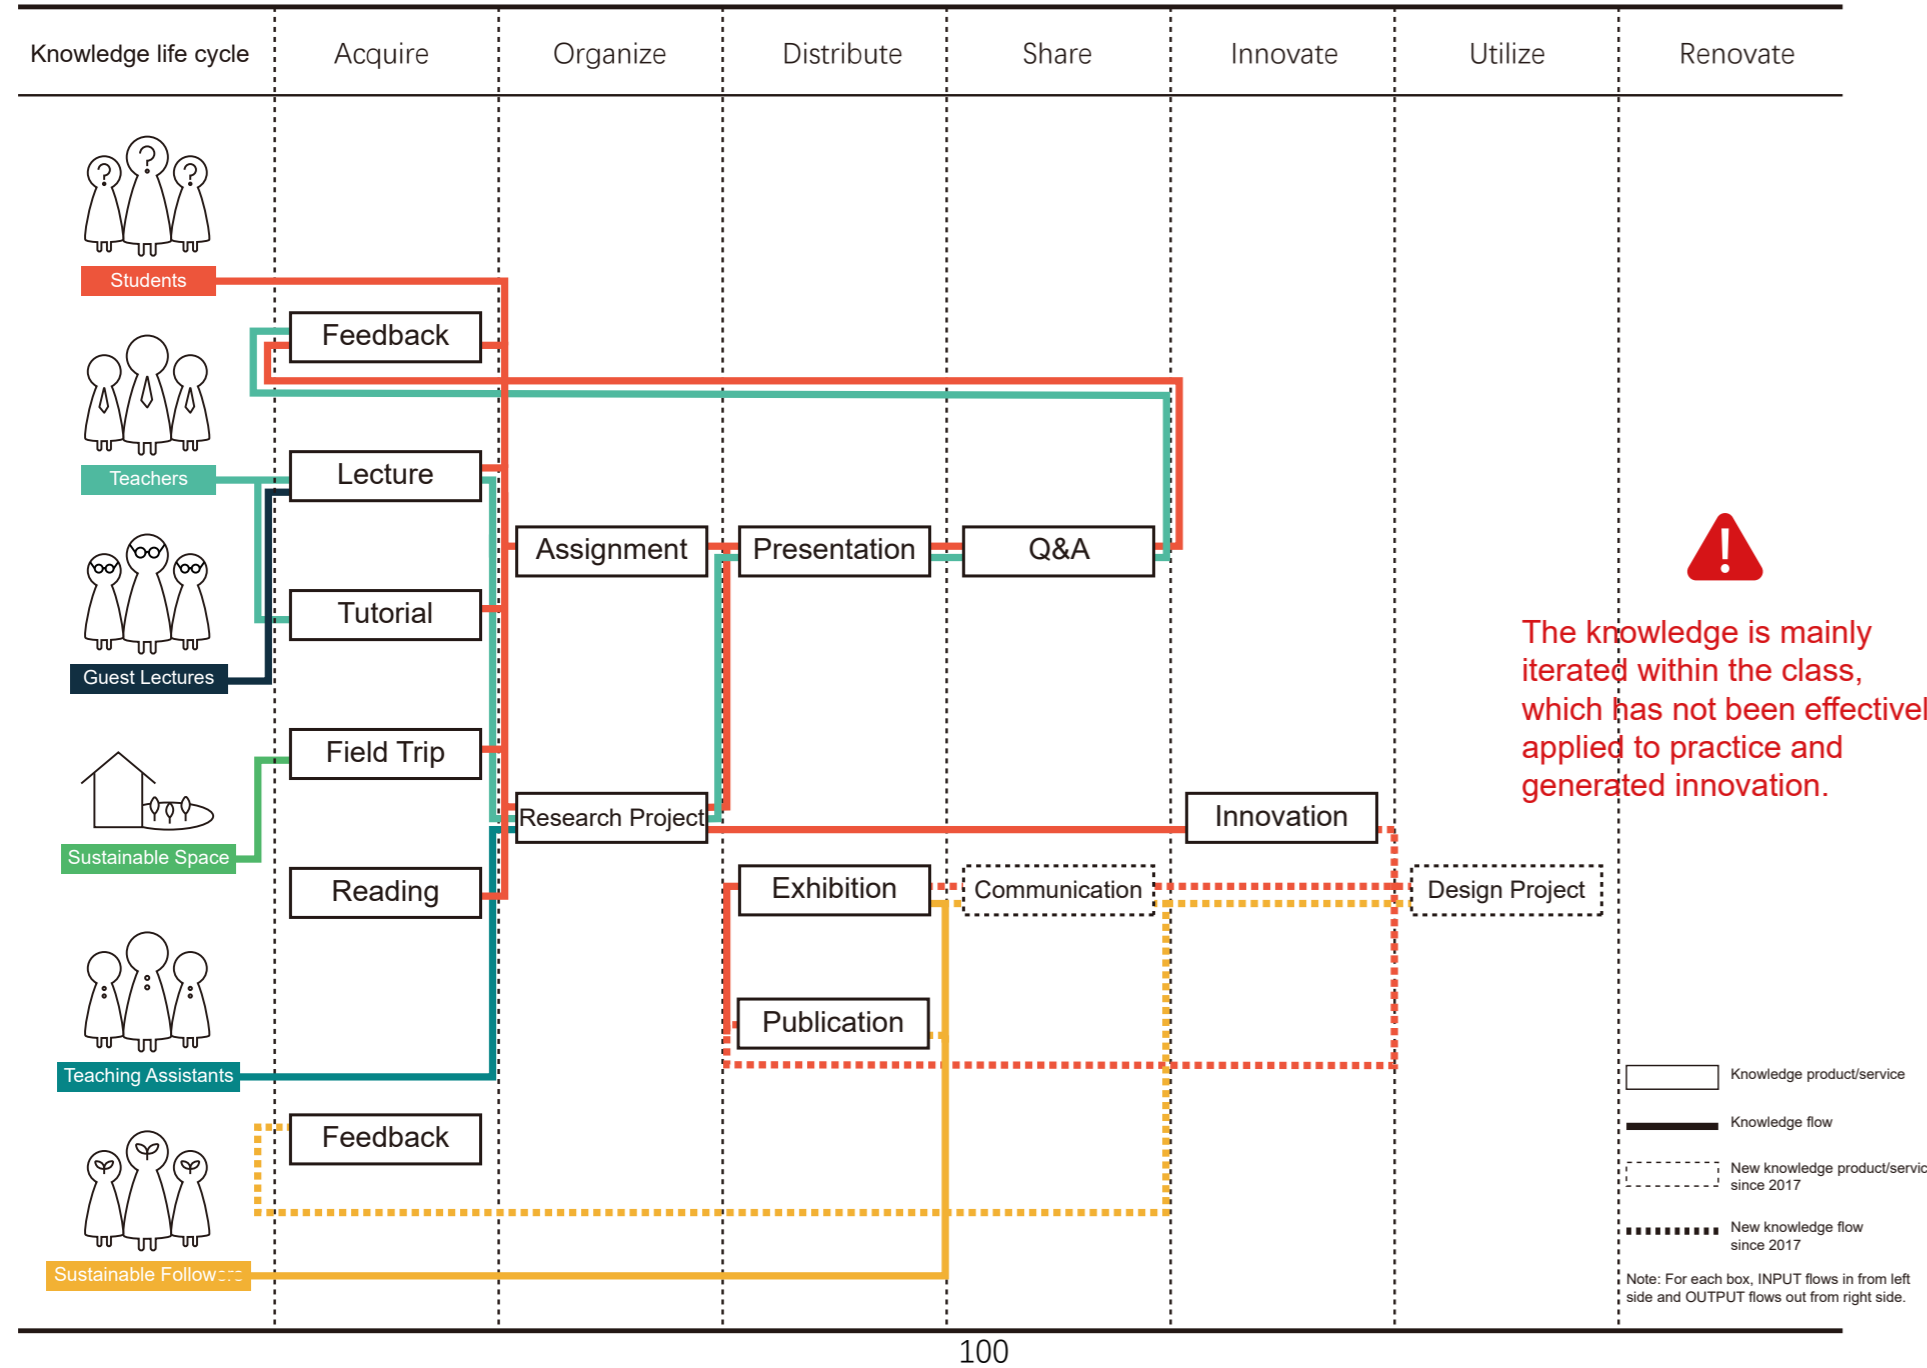 Knowledge life cycle
Acquire
Organize
Distribute
Share
Innovate
Utilize
Renovate
Students
Feedback
Teachers
Lecture
Assignment
Presentation
Q&A
Tutorial
Guest Lectures
The knowledge is mainly
iterated within the class,
which has not been effectivel
applied to practice and
generated innovation.
Field Trip
Sustainable Space
Research Project
Innovation
Reading
Exhibition
Communication
Design Project
Publication
Teaching Assistants
Feedback
Sustainable Followers
Knowledge product/service
Knowledge flow
New knowledge product/servic
since 2017
New knowledge flow
since 2017
Note: For each box, INPUT flows in from left
side and OUTPUT flows out from right side.
100